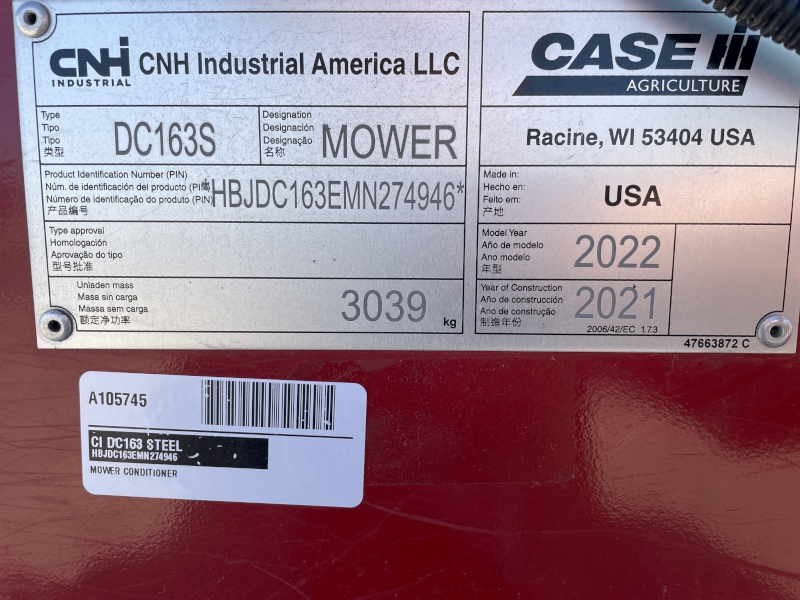 CNH
INDUSTRIAL
CNH Industrial America LLC
CASE IH
AGRICULTURE
Type
Tipo
Tipo
类型
DC163S
Designation
Designación
Designação
名称
MOWER
Racine, WI 53404 USA
Product Identification Number (PIN)
Núm. de identificación del producto (PIN)
Número de identificação do produto (PIN)
产品编号
*HBJDC163EMN274946*
Made in:
Hecho en:
Feito em:
产地
USA
Type approval
Homologación
Aprovação do tipo
型号批准
Model Year
Año de modelo
Ano modelo
年型
2022
Unladen mass
Masa sin carga
Massa sem carga
额定净功率
3039
kg
Year of Construction
Año de construcción
Ano de construção
制造年份
2021
2006/42/EC 1.7.3
47663872 C
A105745
CI DC163 STEEL
HBJDC163EMN274946
MOWER CONDITIONER